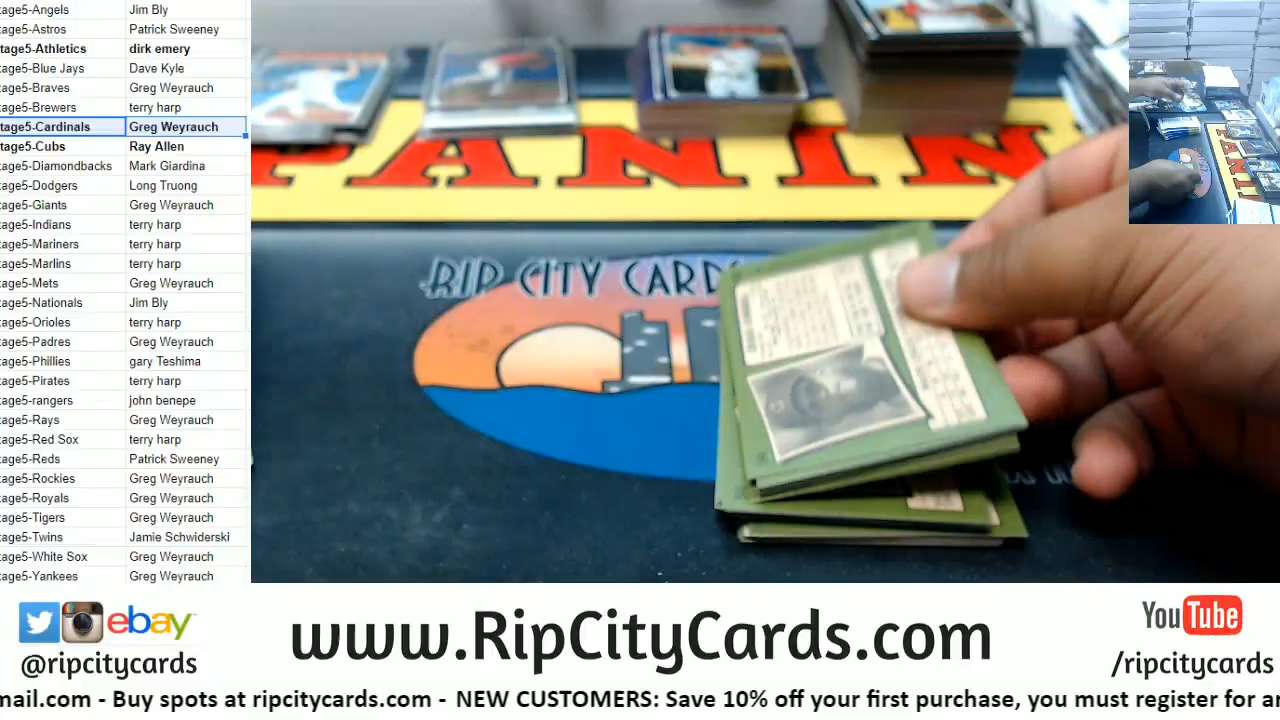 tage5-Angels Jim Bly
tage5-Astros Patrick Sweeney
tage5-Athletics dirk emery
tage5-Blue Jays Dave Kyle
tage5-Braves Greg Weyrauch
tage5-Brewers terry harp
tage5-Cardinals Greg Weyrauch
tage5-Cubs Ray Allen
tage5-Diamondbacks Mark Giardina
tage5-Dodgers Long Truong
tage5-Giants Greg Weyrauch
tage5-Indians terry harp
tage5-Mariners terry harp
tage5-Marlins terry harp
tage5-Mets Greg Weyrauch
tage5-Nationals Jim Bly
tage5-Orioles terry harp
tage5-Padres Greg Weyrauch
tage5-Phillies gary Teshima
tage5-Pirates terry harp
tage5-rangers john benepe
tage5-Rays Greg Weyrauch
tage5-Red Sox terry harp
tage5-Reds Patrick Sweeney
tage5-Rockies Greg Weyrauch
tage5-Royals Greg Weyrauch
tage5-Tigers Greg Weyrauch
tage5-Twins Jamie Schwiderski
tage5-White Sox Greg Weyrauch
tage5-Yankees Greg Weyrauch
PANIN
RIP CITY CARD
ebay
@ripcitycards
www.RipCityCards.com
YouTube
/ripcitycards
mail.com - Buy spots at ripcitycards.com - NEW CUSTOMERS: Save 10% off your first purchase, you must register for a